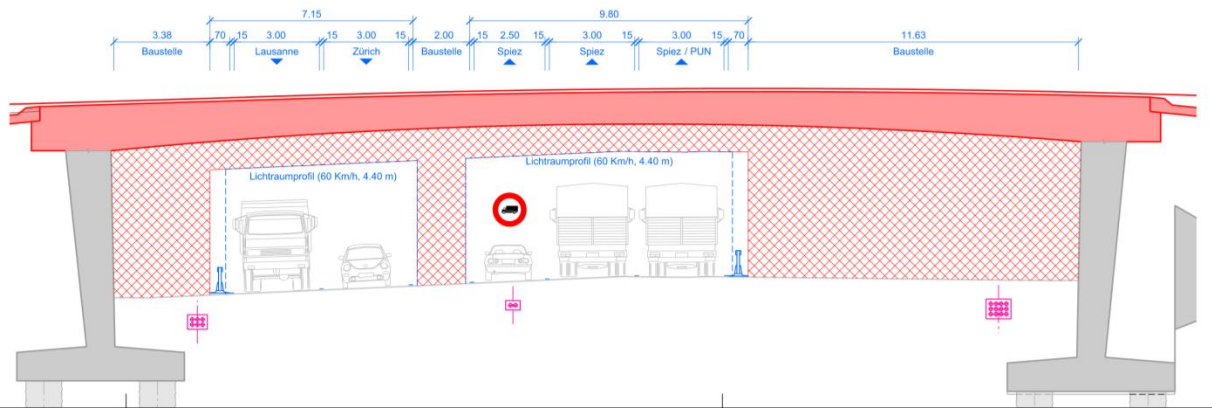 7.15
9.80
3.38
70
15
3.00
15
3.00
15
2.00
15
2.50
15
3.00
15
3.00
15
70
11.63
Baustelle
Lausanne
Zürich
Baustelle
Spiez
Spiez
Spiez / PUN
Baustelle
Lichtraumprofil (60 Km/h, 4.40 m)
Lichtraumprofil (60 Km/h, 4.40 m)